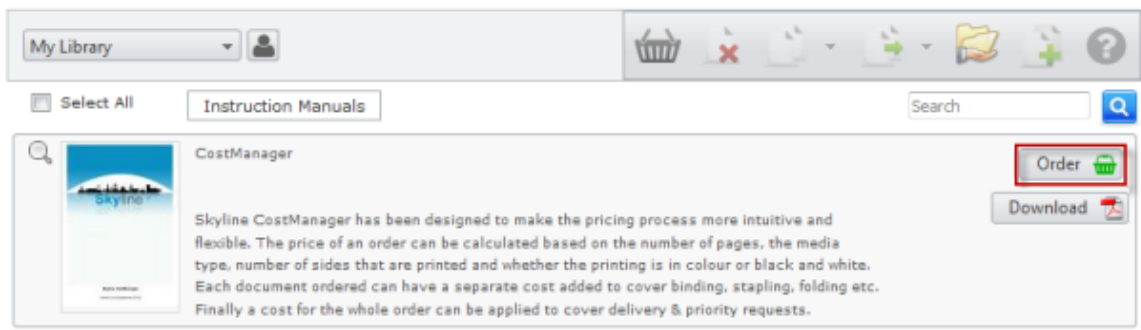 My Library
Select All
Instruction Manuals
Search
CostManager
Order
Skyline
Download
Skyline CostManager has been designed to make the pricing process more intuitive and
flexible. The price of an order can be calculated based on the number of pages, the media
type, number of sides that are printed and whether the printing is in colour or black and white.
Each document ordered can have a separate cost added to cover binding, stapling, folding etc.
Finally a cost for the whole order can be applied to cover delivery & priority requests.